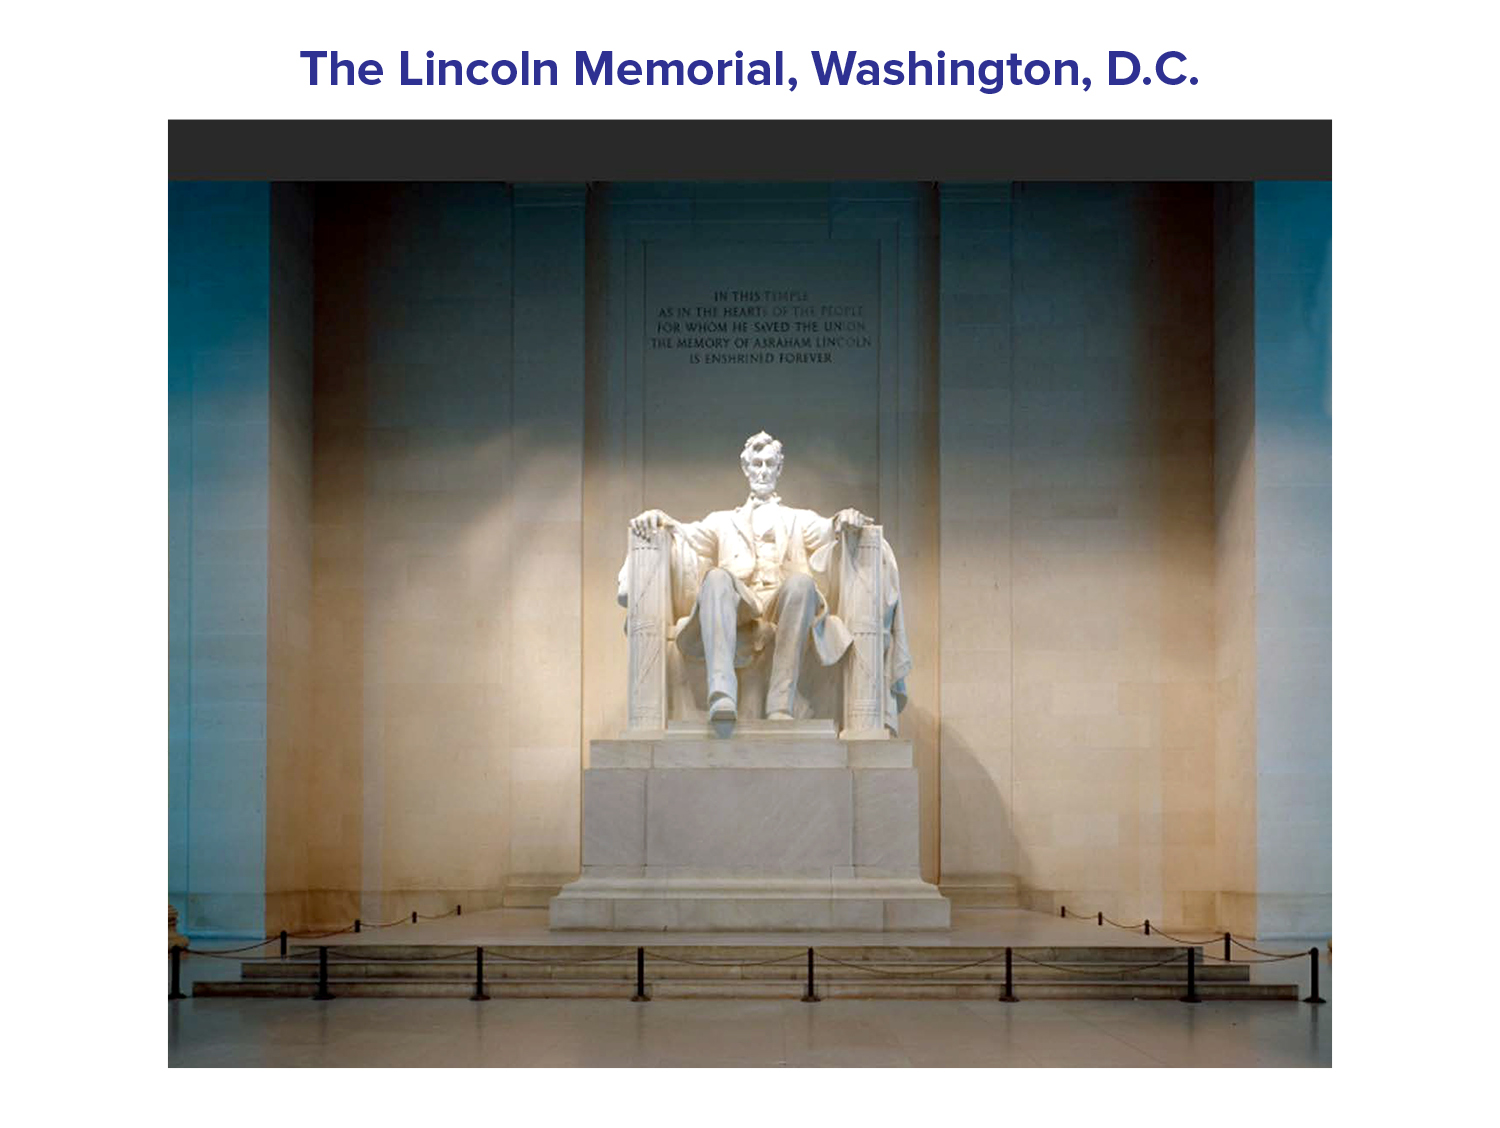 The Lincoln Memorial, Washington, D.C.
IN THIS TEMPLE
AS IN THE HEARTS OF THE PEOPLE
FOR WHOM HE SAVED THE UNION
THE MEMORY OF ABRAHAM LINCOLN
IS ENSHRINED FOREVER